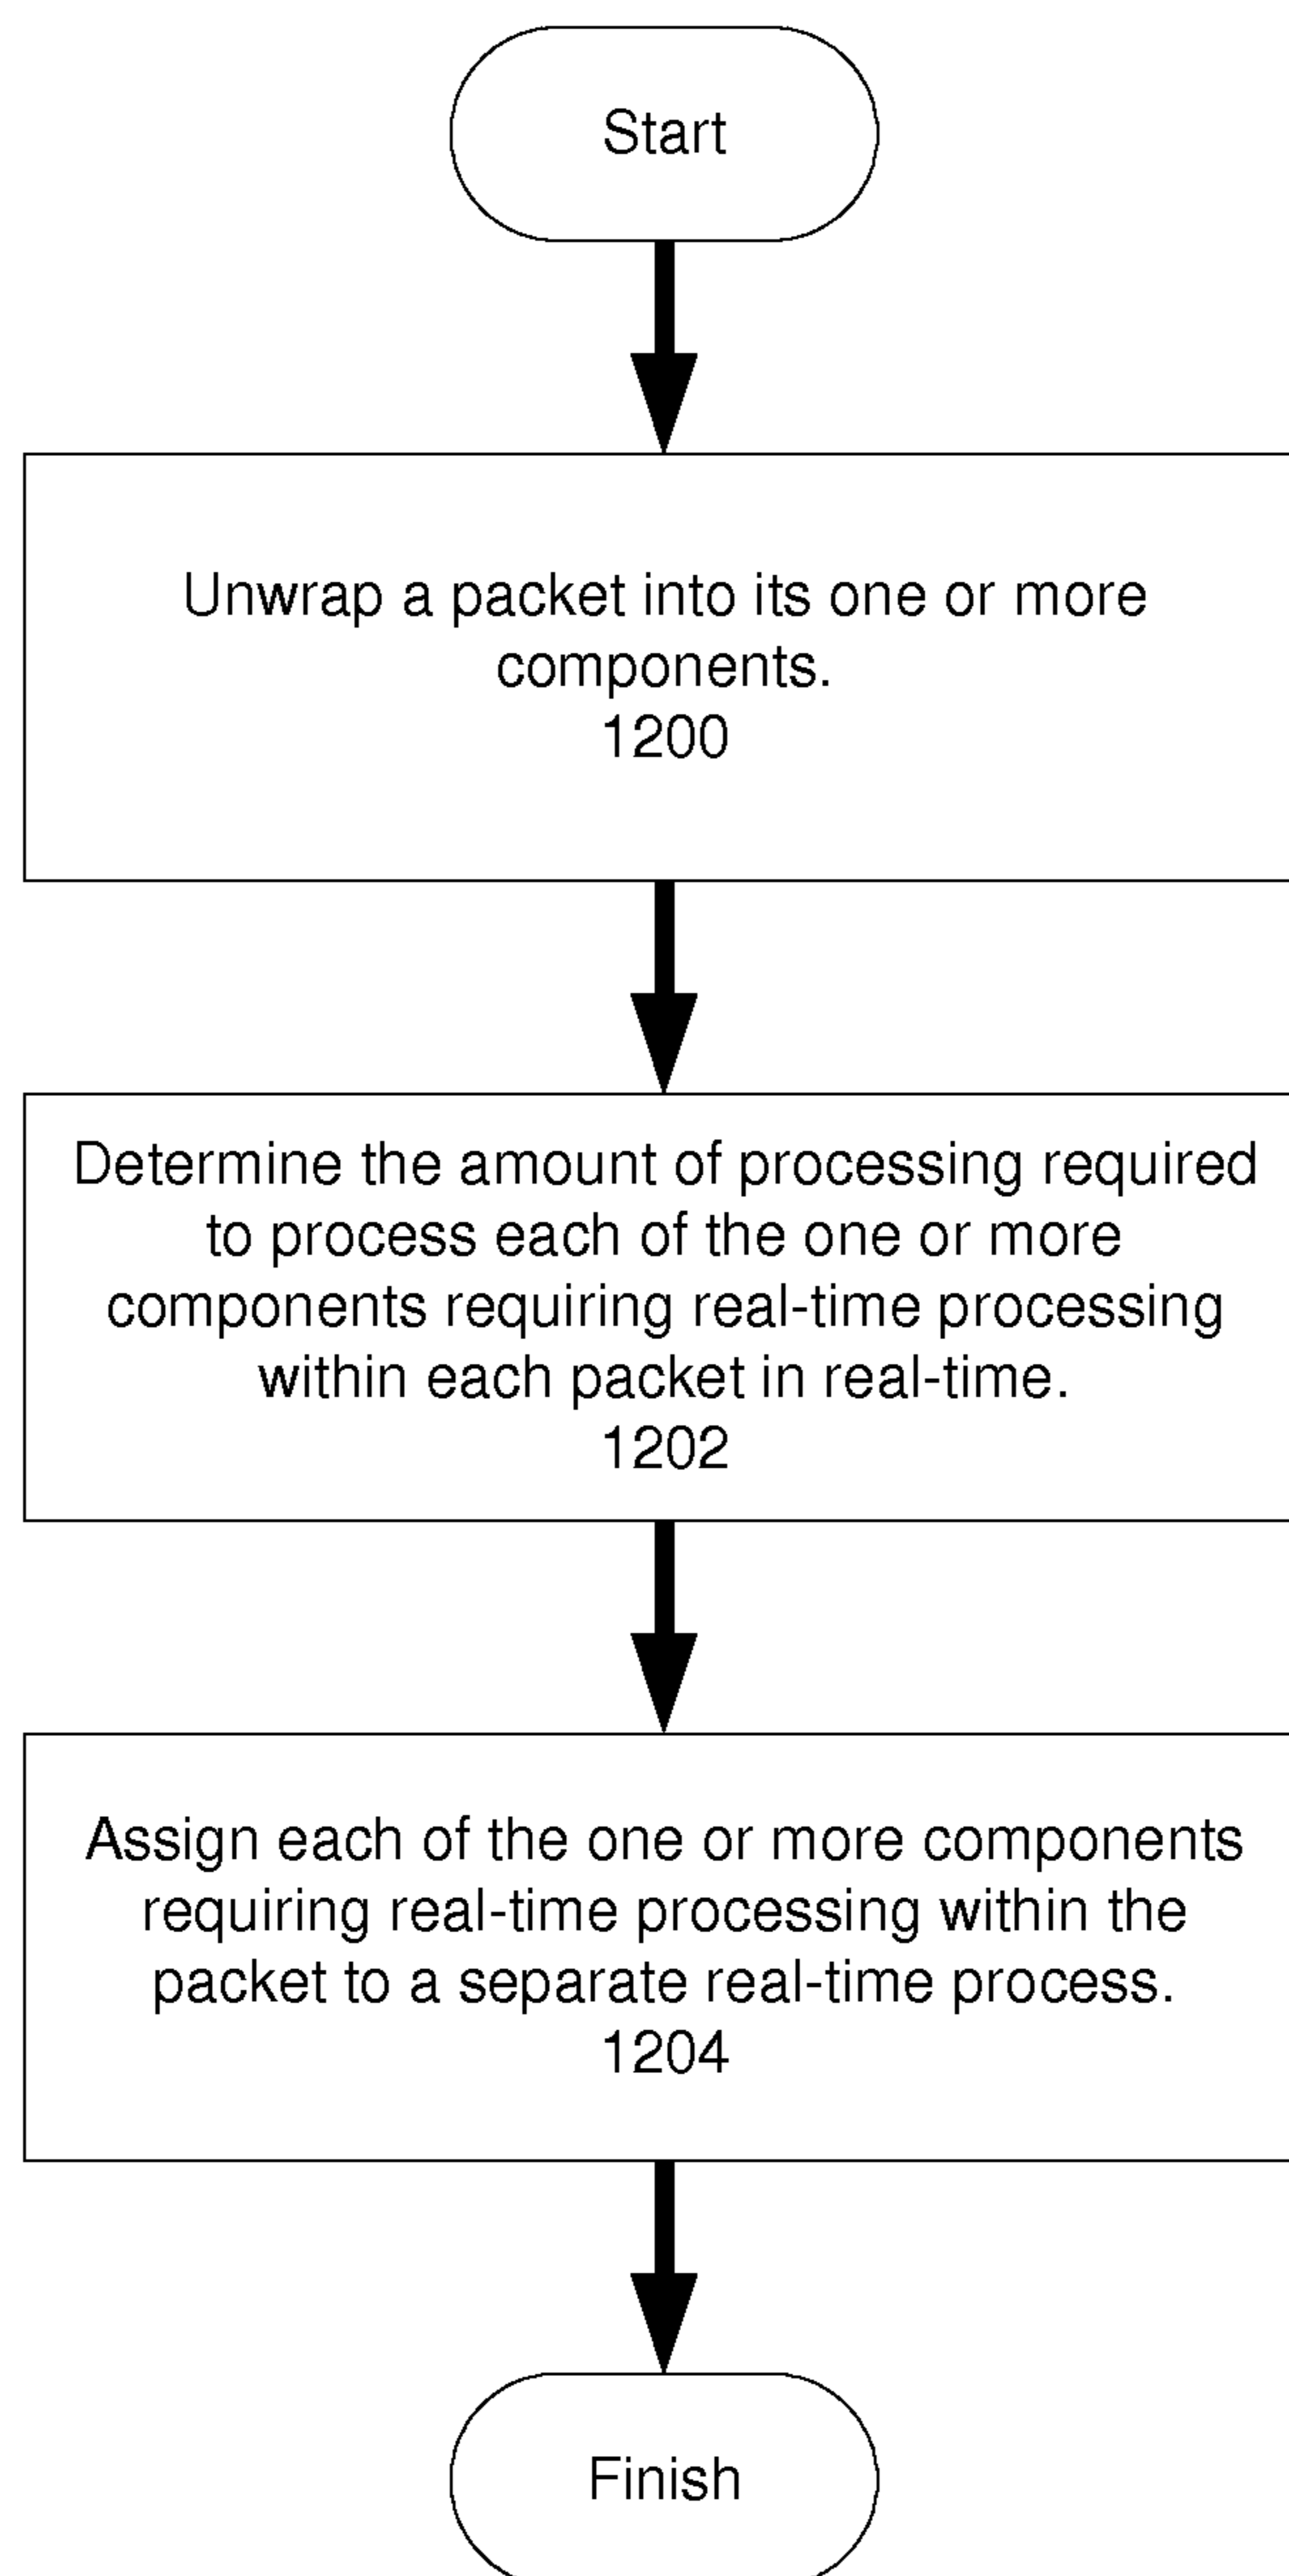 Start
Unwrap a packet into its one or more
components.
1200
Determine the amount of processing required
to process each of the one or more
components requiring real-time processing
within each packet in real-time.
1202
Assign each of the one or more components
requiring real-time processing within the
packet to a separate real-time process.
1204
Finish